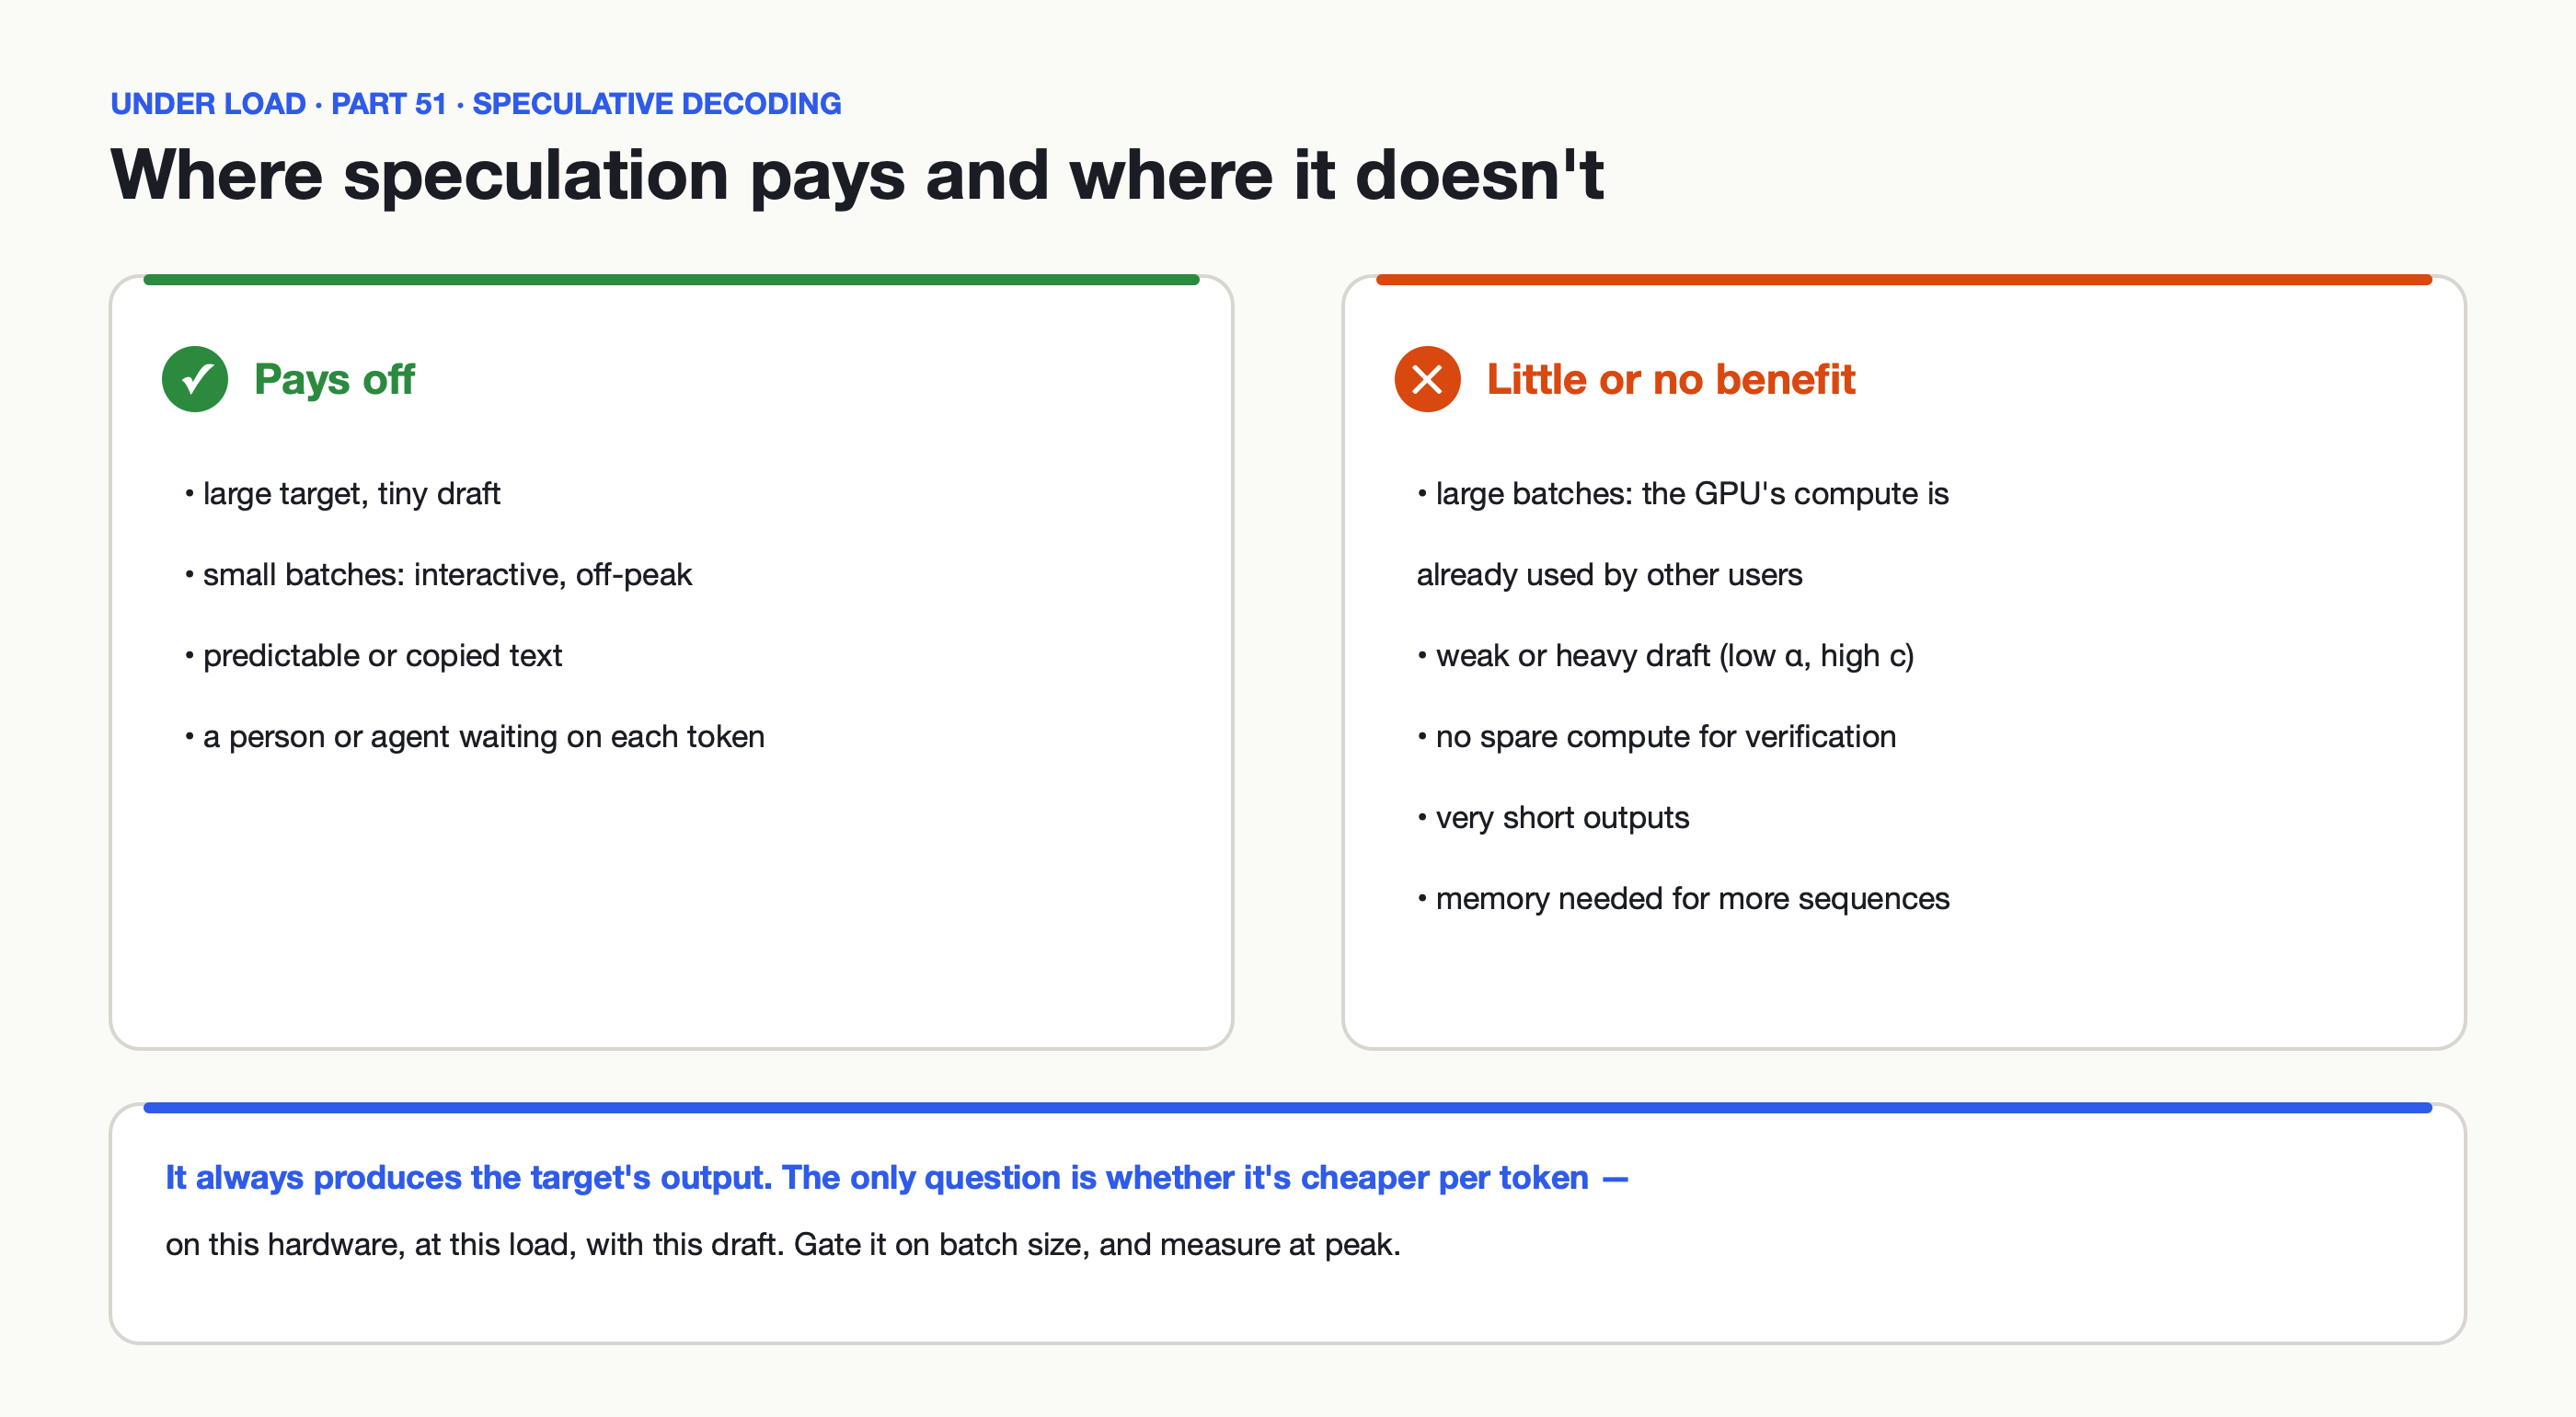 UNDER LOAD · PART 51 · SPECULATIVE DECODING
Where speculation pays and where it doesn't
Pays off
• large target, tiny draft
• small batches: interactive, off-peak
• predictable or copied text
• a person or agent waiting on each token
Little or no benefit
• large batches: the GPU's compute is
already used by other users
• weak or heavy draft (low α, high c)
• no spare compute for verification
• very short outputs
• memory needed for more sequences
It always produces the target's output. The only question is whether it's cheaper per token —
on this hardware, at this load, with this draft. Gate it on batch size, and measure at peak.